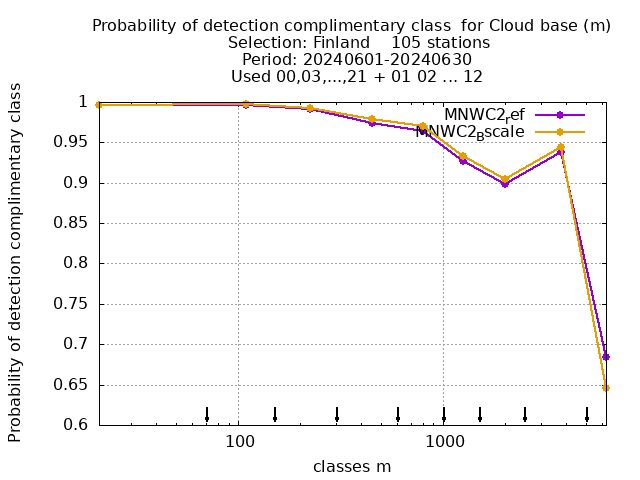 Probability of detection complimentary class  for Cloud base (m)
Selection: Finland    105 stations
Period: 20240601-20240630
Used 00,03,...,21 + 01 02 ... 12
Probability of detection complimentary class
1
0.95
0.9
0.85
0.8
0.75
0.7
0.65
0.6
MNWC2ref
MNWC2Bscale
100
1000
classes m